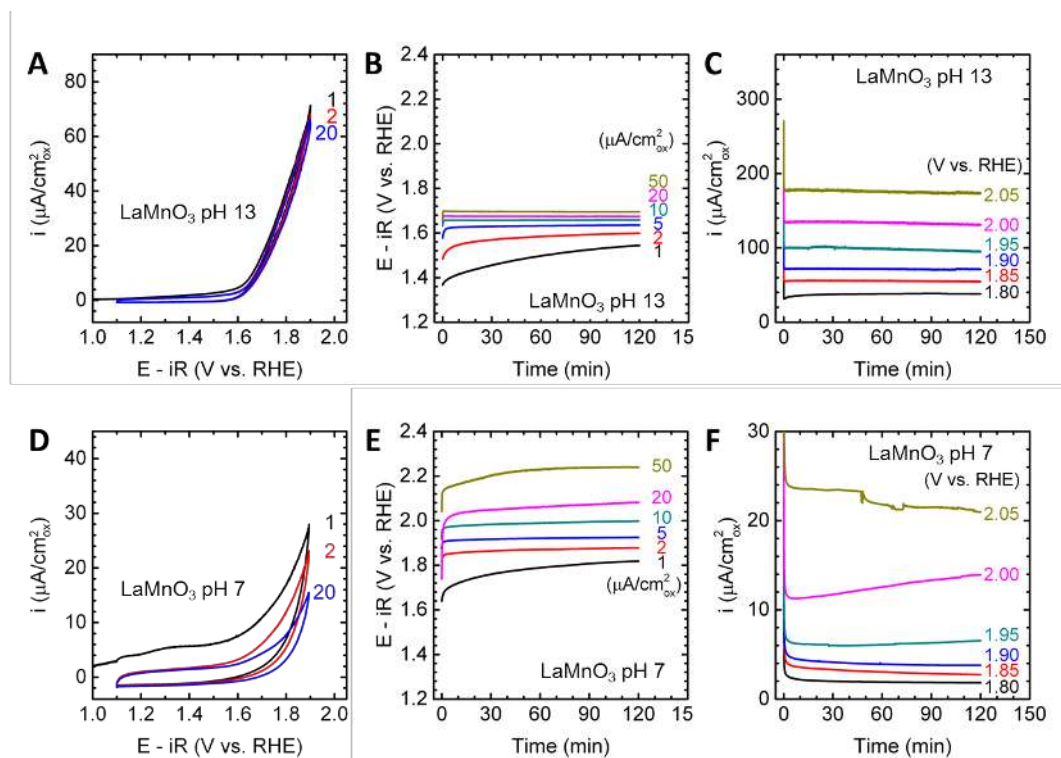 A
80
60
40
20
0
i (µA/cm²ox)
1
2
20
LaMnO3 pH 13
1.0 1.2 1.4 1.6 1.8 2.0
E - iR (V vs. RHE)
B
2.4
2.2
2.0
1.8
1.6
1.4
1.2
E - iR (V vs. RHE)
(µA/cm²ox)
50
20
10
5
2
1
LaMnO3 pH 13
0 30 60 90 120 15
Time (min)
C
LaMnO3 pH 13
300
200
100
0
i (µA/cm²ox)
(V vs. RHE)
2.05
2.00
1.95
1.90
1.85
1.80
0 30 60 90 120 150
Time (min)
D
40
30
20
10
0
i (µA/cm²ox)
1
2
20
LaMnO3 pH 7
1.0 1.2 1.4 1.6 1.8 2.0
E - iR (V vs. RHE)
E
2.4
2.2
2.0
1.8
1.6
1.4
1.2
E - iR (V vs. RHE)
50
20
10
5
2
1
(µA/cm²ox)
LaMnO3 pH 7
0 30 60 90 120 15
Time (min)
F
30
20
10
0
i (µA/cm²ox)
LaMnO3 pH 7
(V vs. RHE)
2.05
2.00
1.95
1.90
1.85
1.80
0 30 60 90 120 150
Time (min)